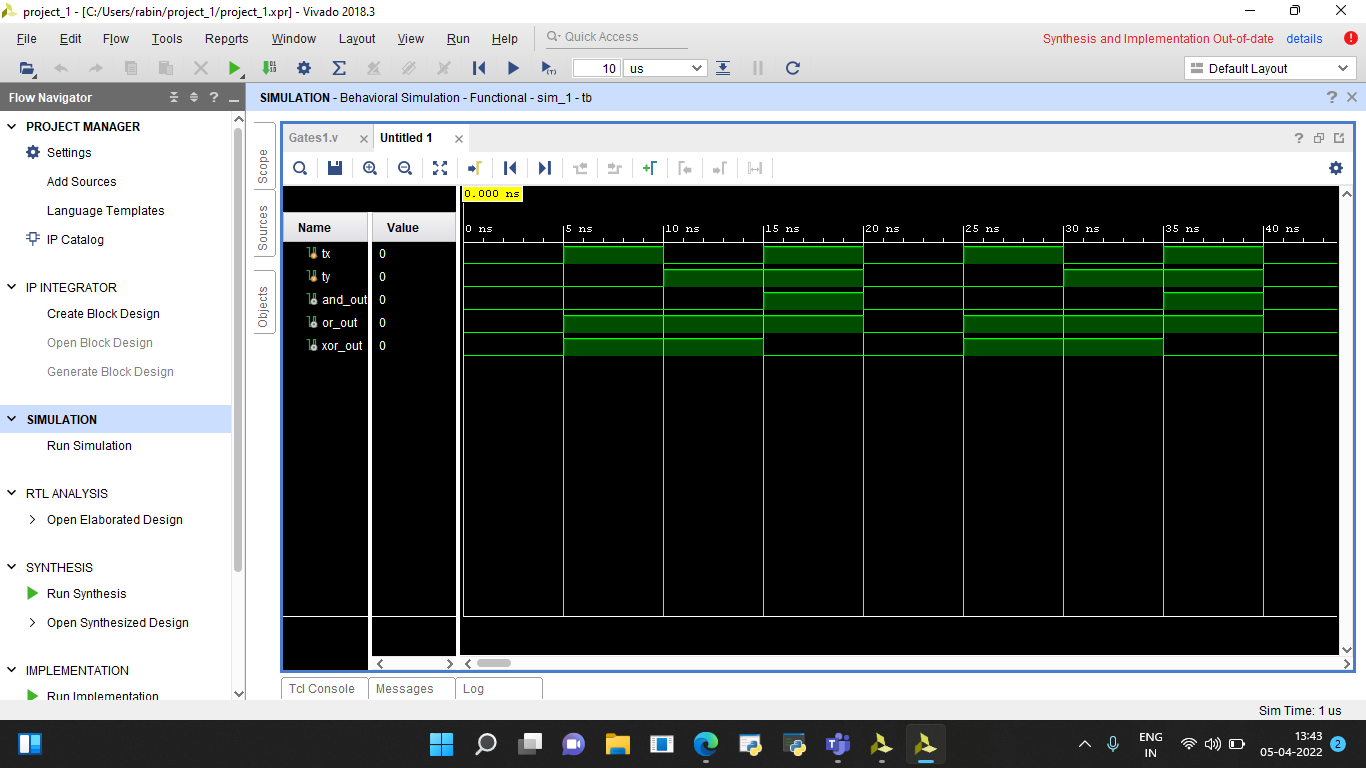 project_1 - [C:/Users/rabin/project_1/project_1.xpr] - Vivado 2018.3
File Edit Flow Tools Reports Window Layout View Run Help Quick Access
Synthesis and Implementation Out-of-date details
10 us Default Layout
Flow Navigator
SIMULATION - Behavioral Simulation - Functional - sim_1 - tb
PROJECT MANAGER
Settings
Add Sources
Language Templates
IP Catalog
IP INTEGRATOR
Create Block Design
Open Block Design
Generate Block Design
SIMULATION
Run Simulation
RTL ANALYSIS
Open Elaborated Design
SYNTHESIS
Run Synthesis
Open Synthesized Design
IMPLEMENTATION
Run Implementation
Scope
Sources
Objects
Gates1.v Untitled 1
0.000 ns
Name Value
0 ns 5 ns 10 ns 15 ns 20 ns 25 ns 30 ns 35 ns 40 ns
tx 0
ty 0
and_out 0
or_out 0
xor_out 0
Tcl Console Messages Log
Sim Time: 1 us
ENG
IN
13:43
05-04-2022
2